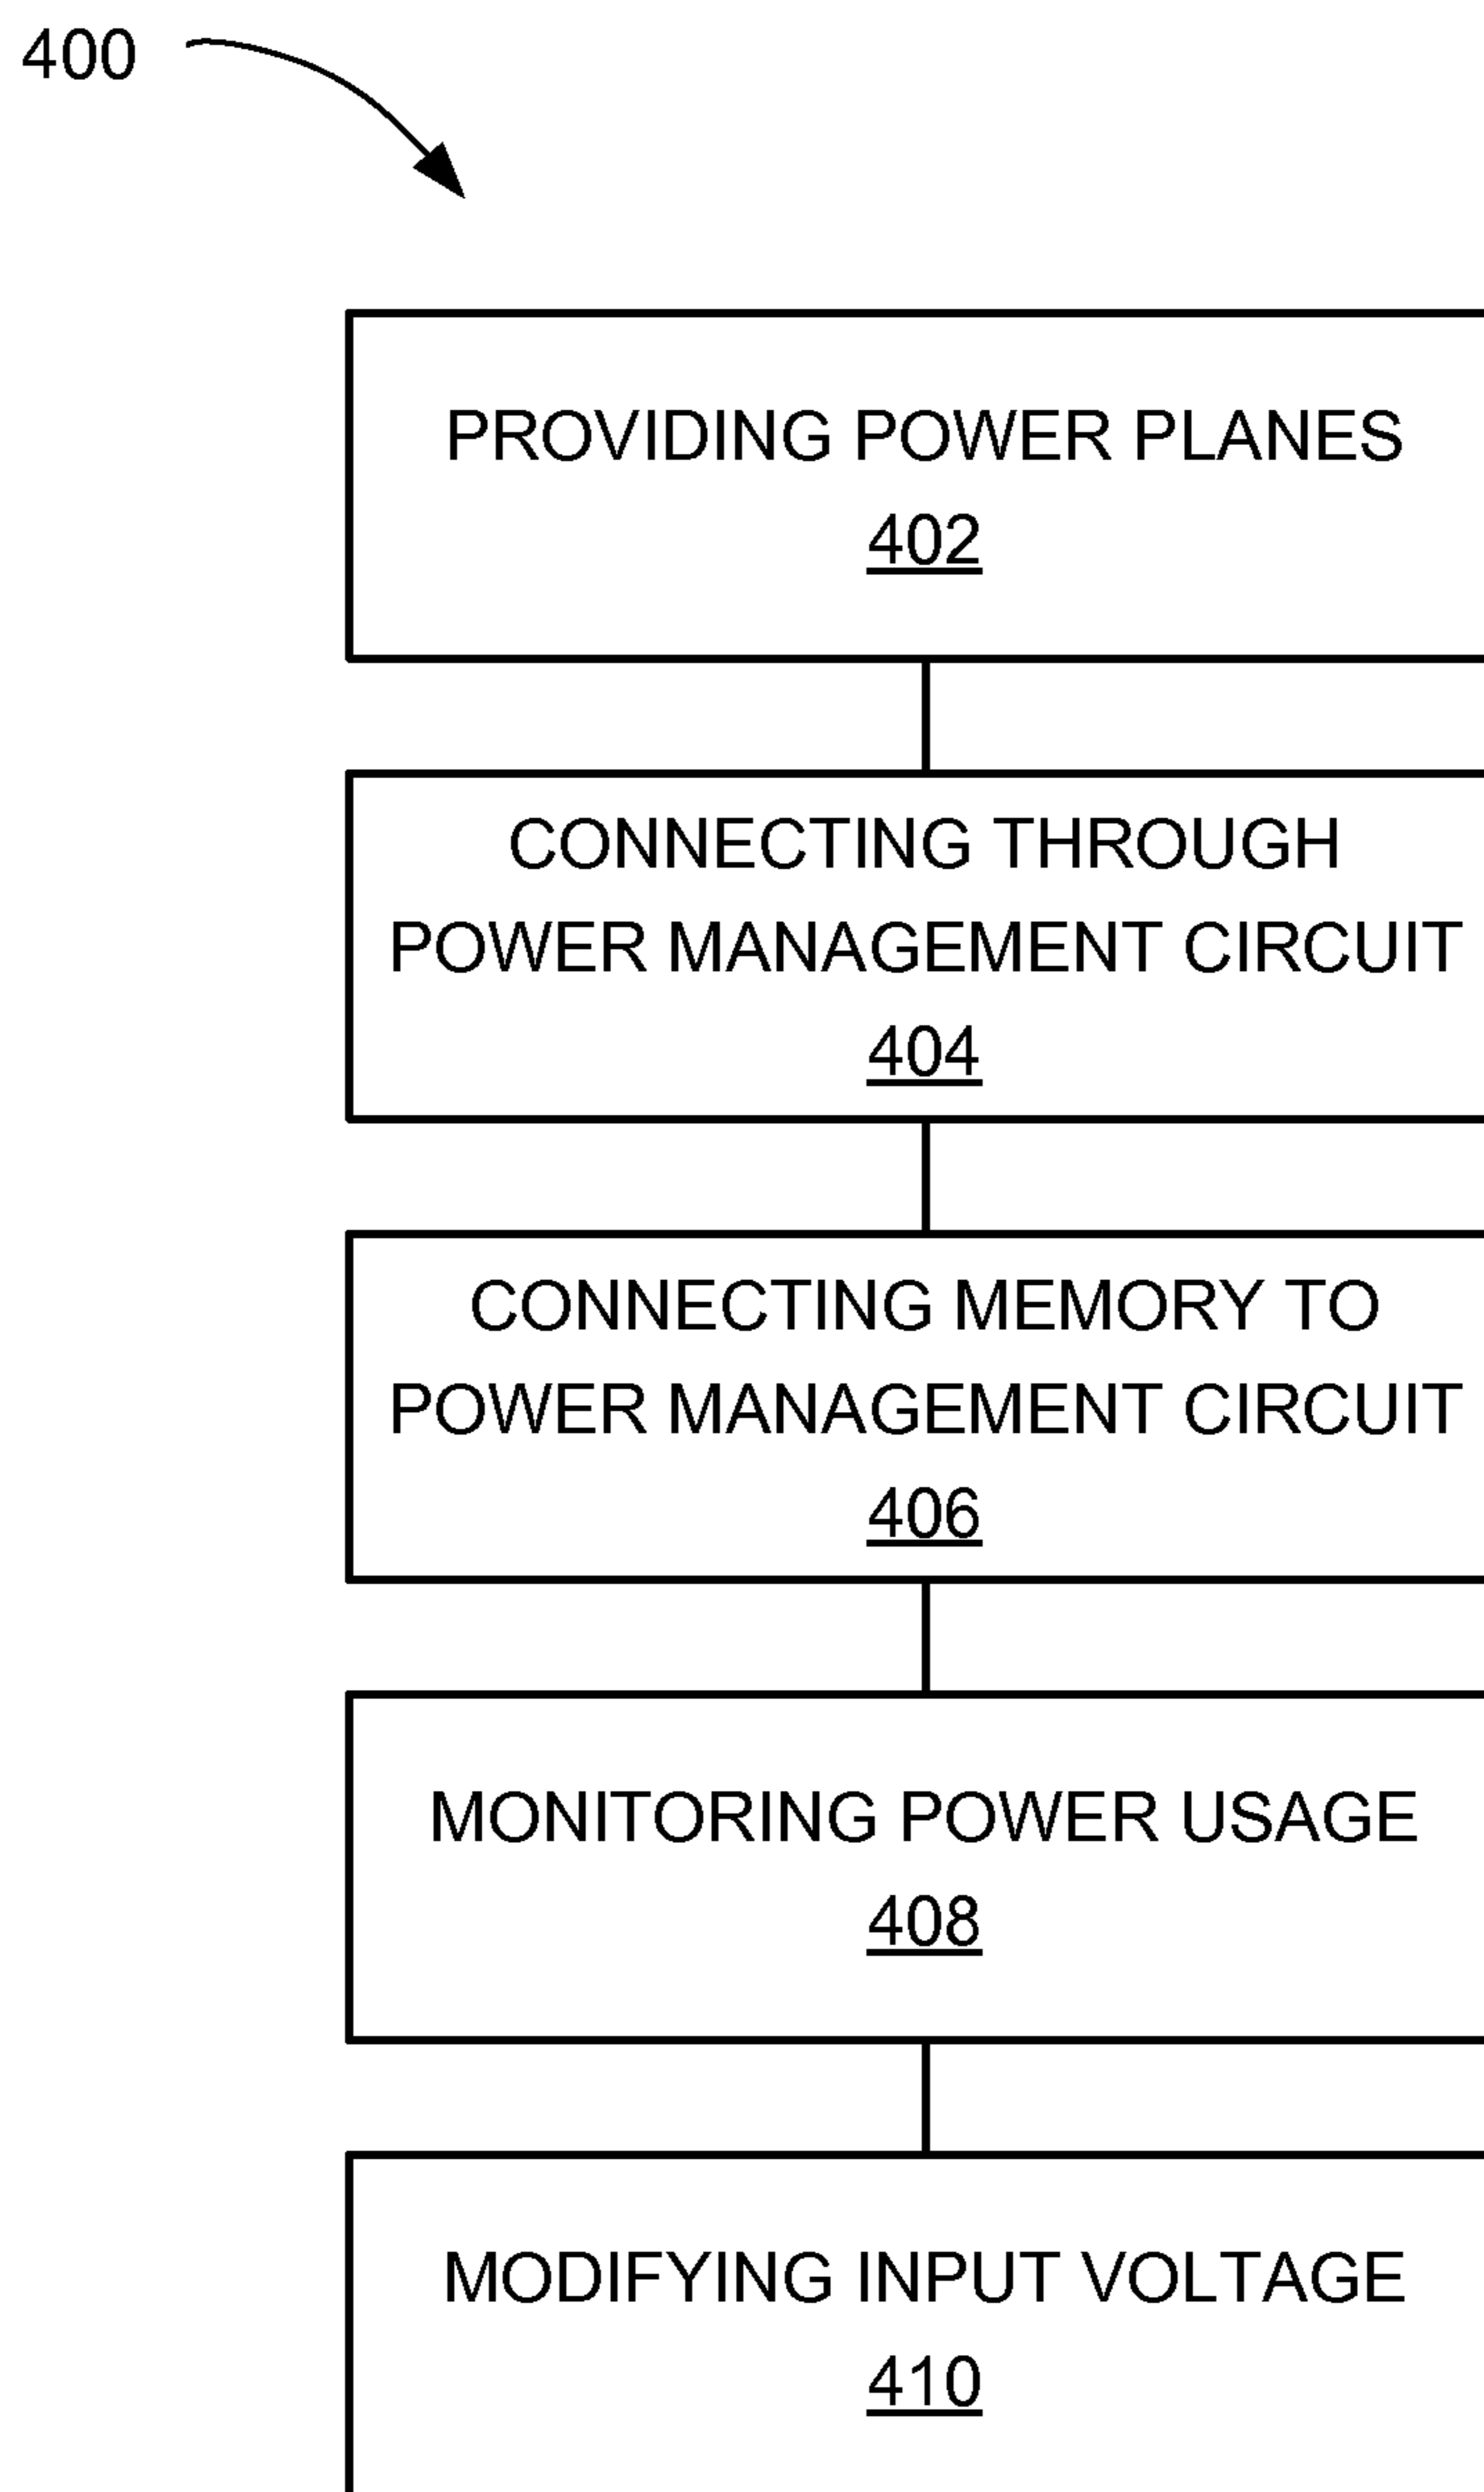 400
PROVIDING POWER PLANES
402
CONNECTING THROUGH
POWER MANAGEMENT CIRCUIT
404
CONNECTING MEMORY TO
POWER MANAGEMENT CIRCUIT
406
MONITORING POWER USAGE
408
MODIFYING INPUT VOLTAGE
410